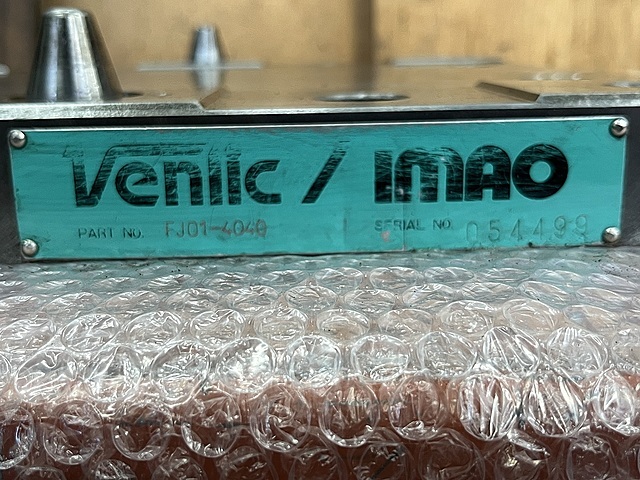 Venlic / IMAO
PART NO. FJ01-4040
SERIAL NO. 054499